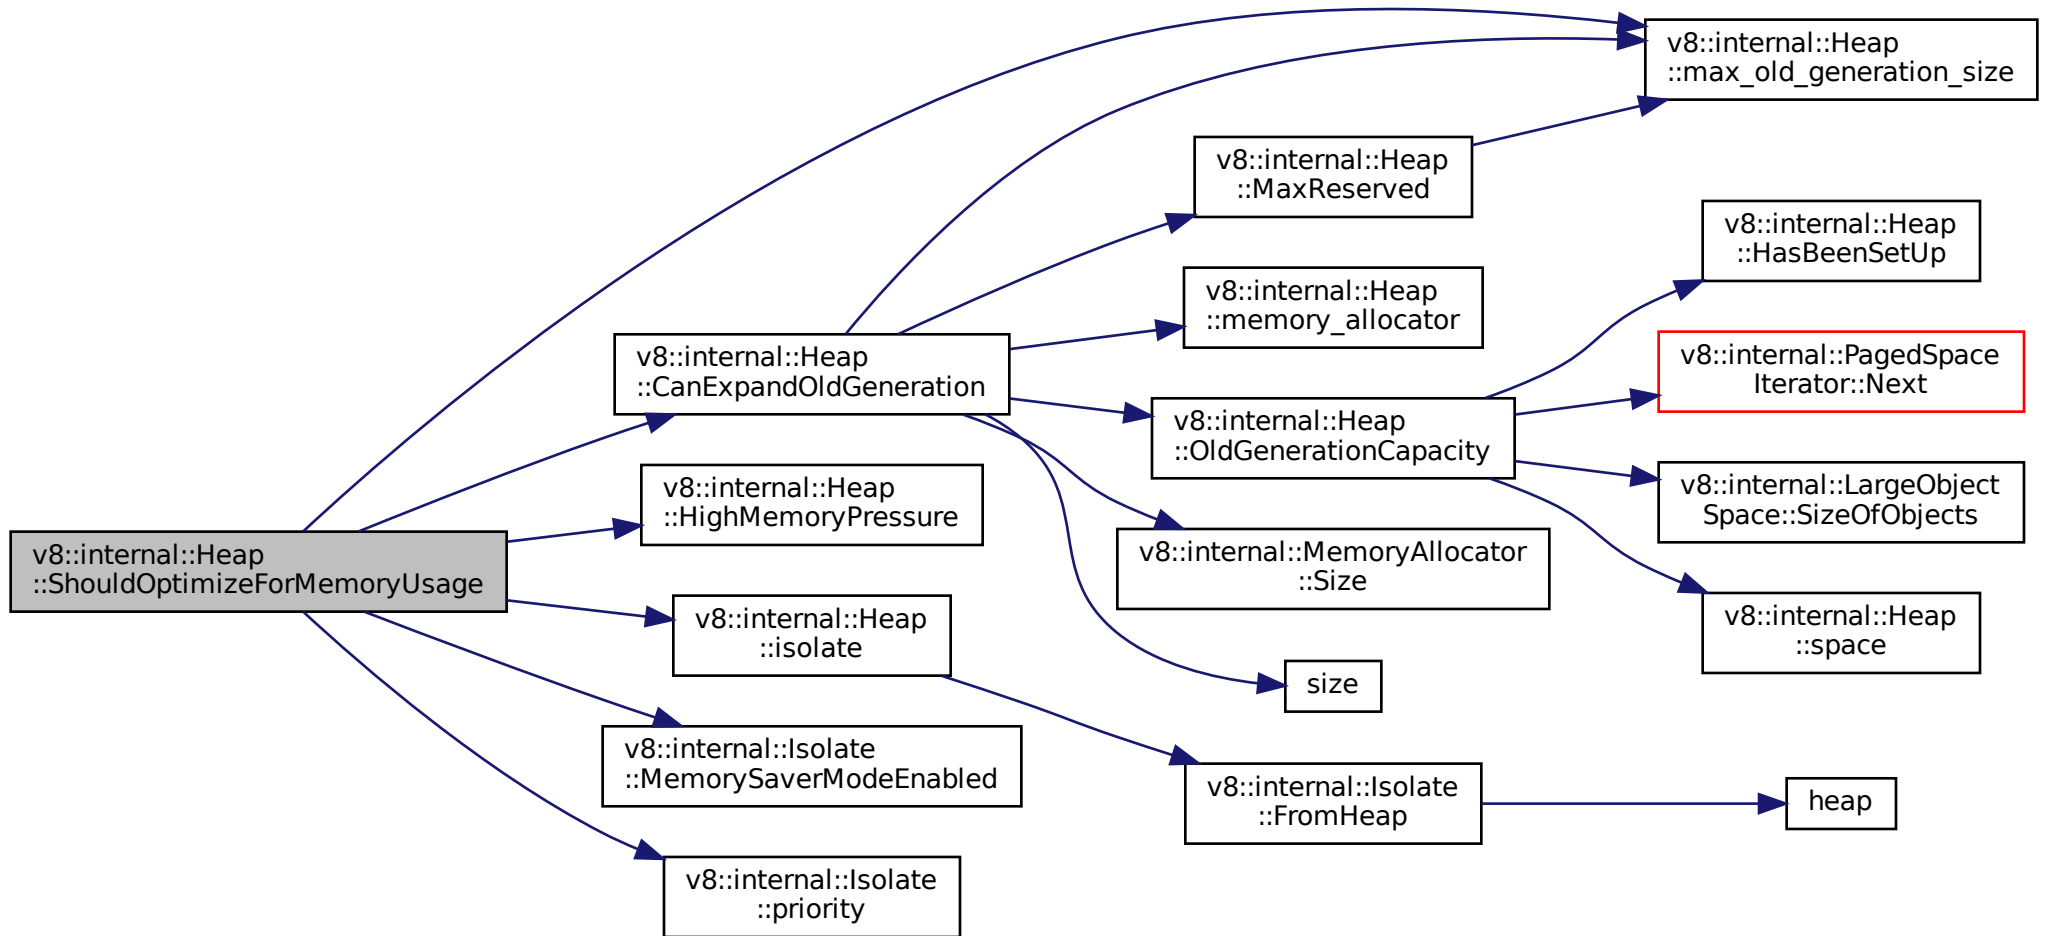 v8::internal::Heap
::ShouldOptimizeForMemoryUsage
v8::internal::Heap
::CanExpandOldGeneration
v8::internal::Heap
::HighMemoryPressure
v8::internal::Heap
::isolate
v8::internal::Isolate
::MemorySaverModeEnabled
v8::internal::Isolate
::priority
v8::internal::Heap
::MaxReserved
v8::internal::Heap
::memory_allocator
v8::internal::Heap
::OldGenerationCapacity
v8::internal::MemoryAllocator
::Size
size
v8::internal::Isolate
::FromHeap
v8::internal::Heap
::max_old_generation_size
v8::internal::Heap
::HasBeenSetUp
v8::internal::PagedSpace
Iterator::Next
v8::internal::LargeObject
Space::SizeOfObjects
v8::internal::Heap
::space
heap